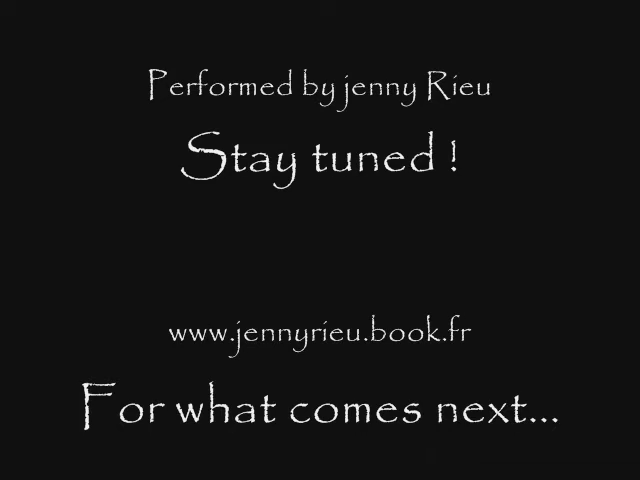 Performed by jenny Rieu
Stay tuned !
www.jennyrieu.book.fr
For what comes next...